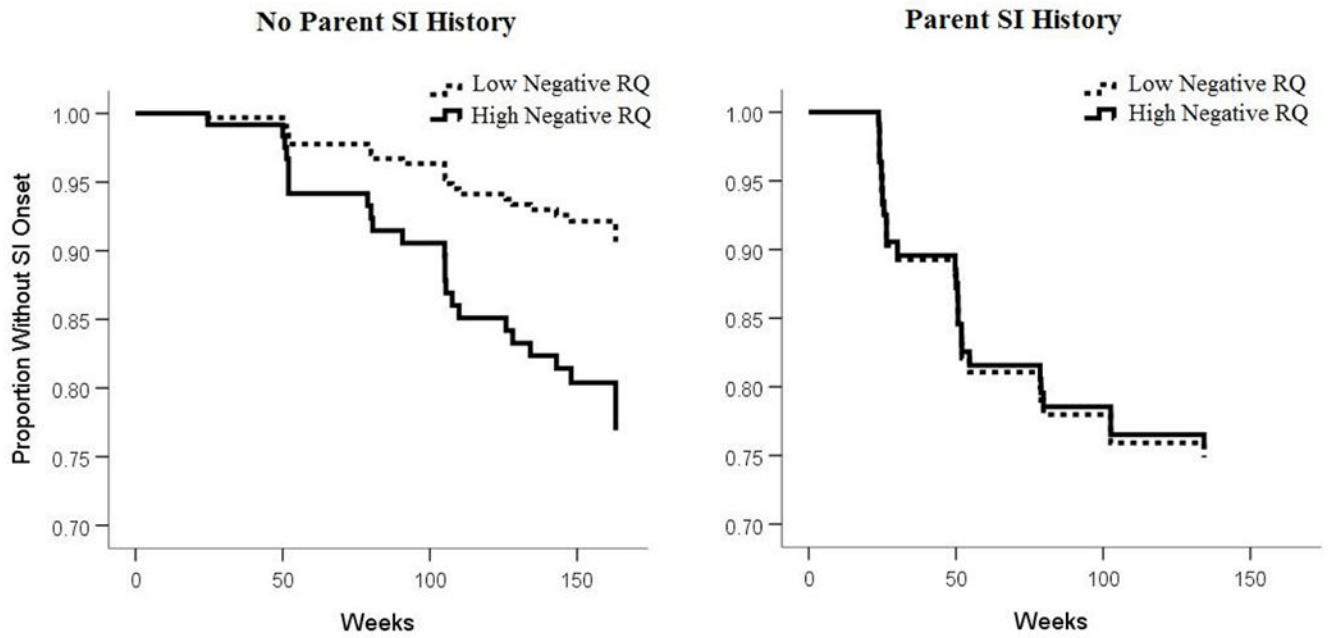 No Parent SI History
Low Negative RQ
High Negative RQ
Proportion Without SI Onset
1.00
0.95
0.90
0.85
0.80
0.75
0.70
0 50 100 150
Weeks
Parent SI History
Low Negative RQ
High Negative RQ
1.00
0.95
0.90
0.85
0.80
0.75
0.70
0 50 100 150
Weeks